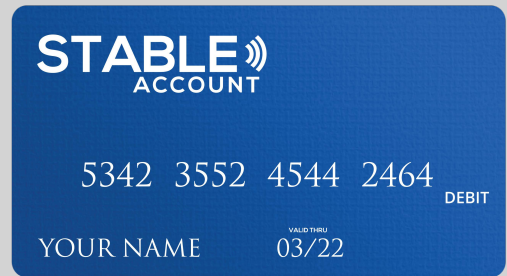 STABLE
ACCOUNT
5342 3552 4544 2464
DEBIT
VALID THRU
YOUR NAME 03/22